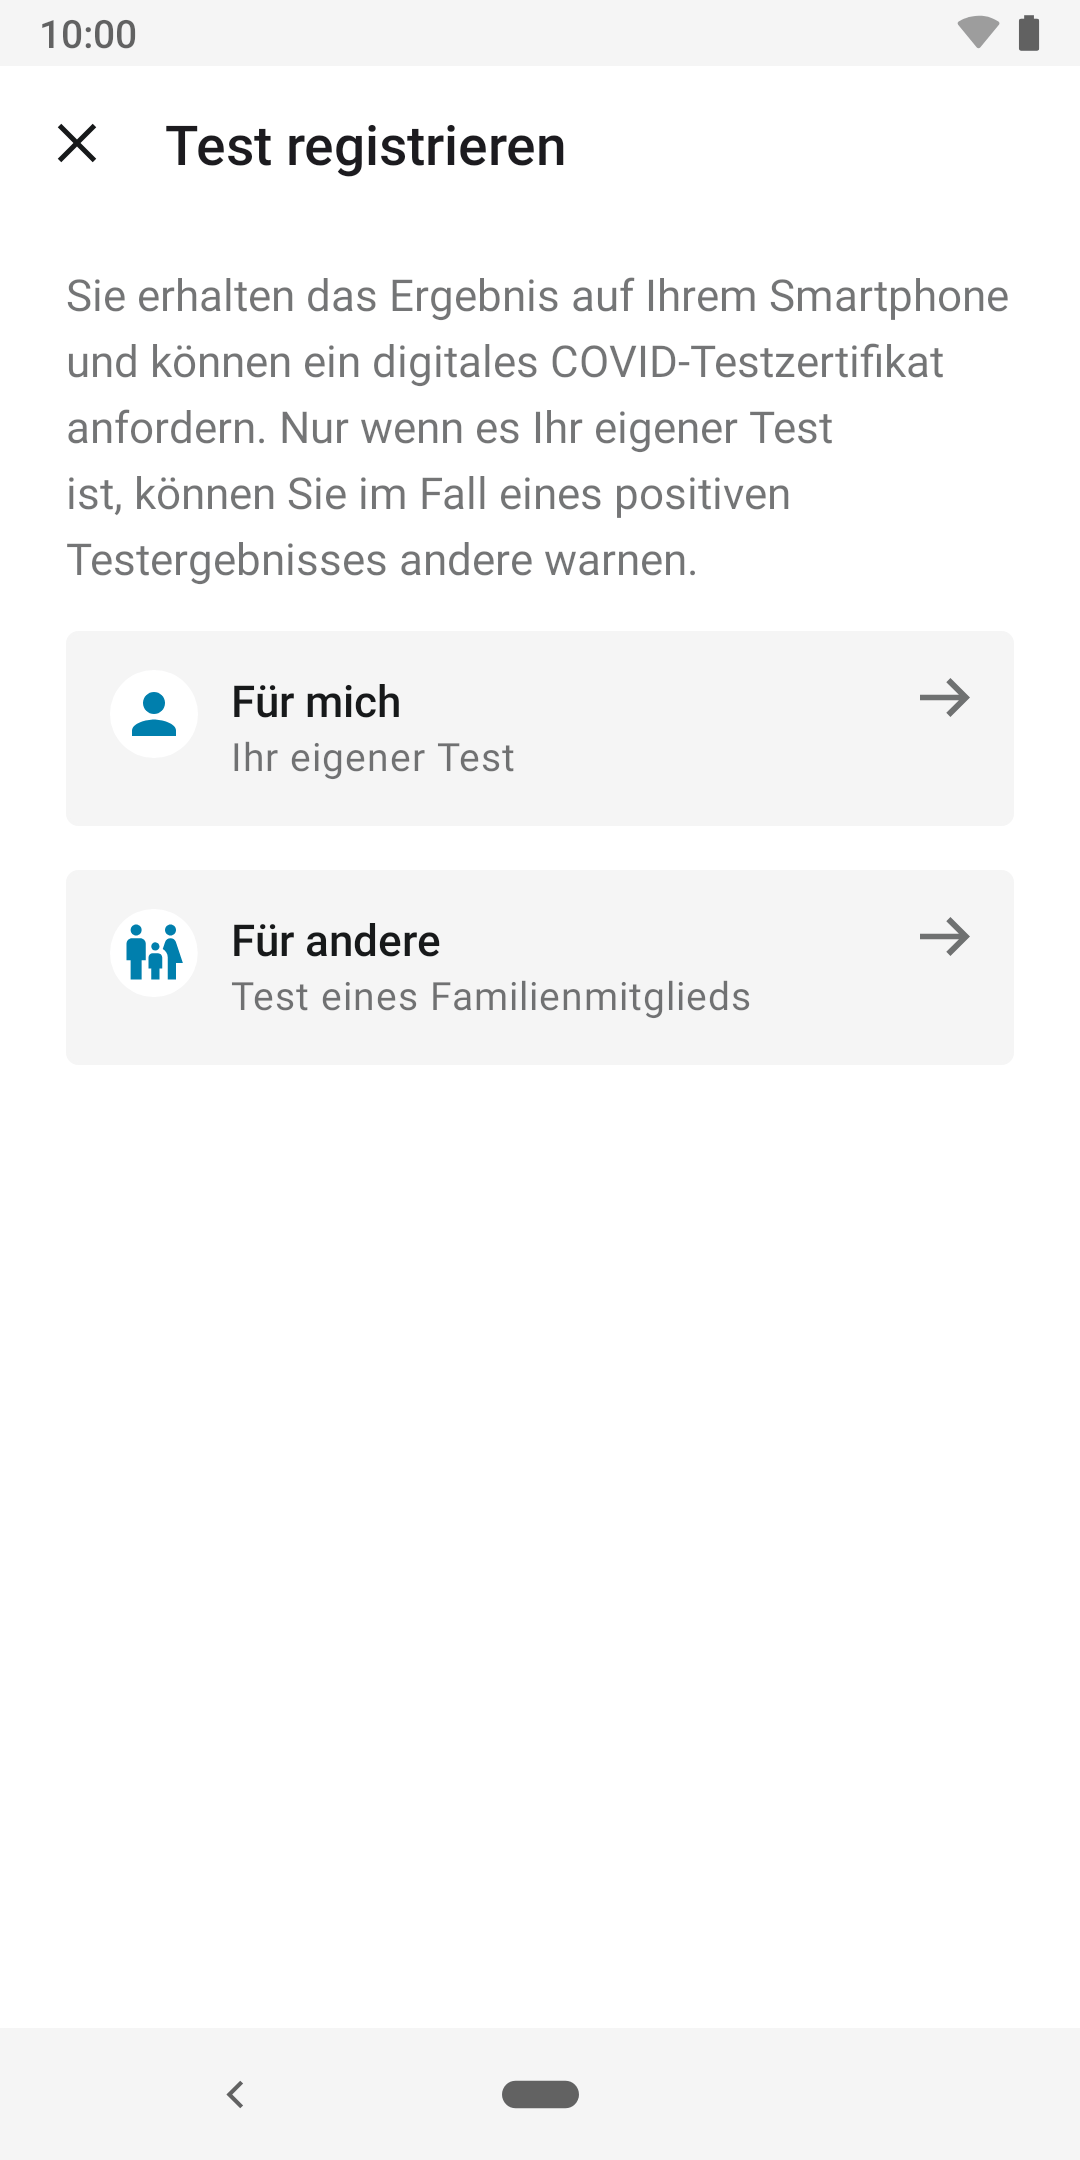 10:00
Test registrieren
Sie erhalten das Ergebnis auf Ihrem Smartphone
und können ein digitales COVID-Testzertifikat
anfordern. Nur wenn es Ihr eigener Test
ist, können Sie im Fall eines positiven
Testergebnisses andere warnen.
Für mich
Ihr eigener Test
Für andere
Test eines Familienmitglieds